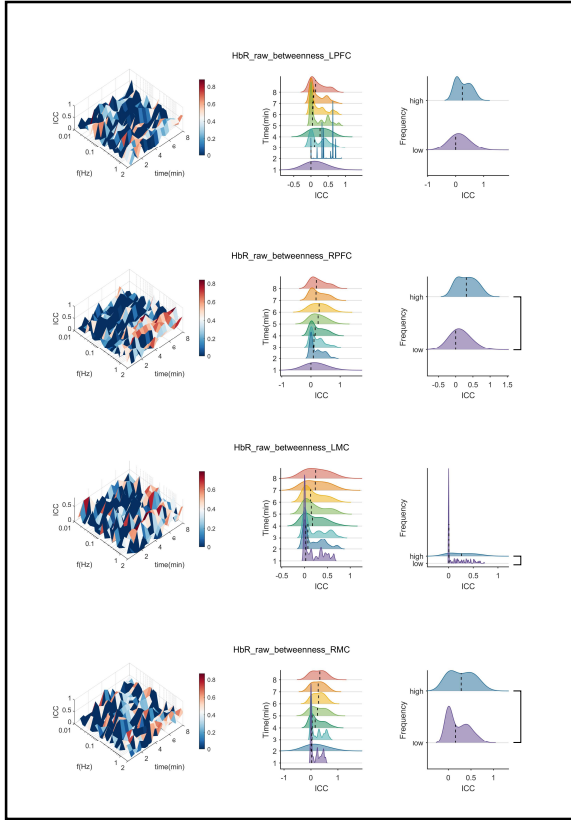 HbR_raw_betweenness_LPFC
ICC
1
0.5
0
0.01
0.1
1
2
f(Hz)
8
6
4
2
time(min)
0.8
0.6
0.4
0.2
0
Time(min)
8
7
6
5
4
3
2
1
-0.5 0 0.5 1
ICC
Frequency
high
low
-1 0 1
ICC
HbR_raw_betweenness_RPFC
ICC
1
0.5
0
0.01
0.1
1
2
f(Hz)
8
6
4
2
time(min)
0.8
0.6
0.4
0.2
0
Time(min)
8
7
6
5
4
3
2
1
-1 0 1
ICC
Frequency
high
low
-0.5 0 0.5 1 1.5
ICC
HbR_raw_betweenness_LMC
ICC
0.5
0
0.01
0.1
1
2
f(Hz)
8
6
4
2
time(min)
0.6
0.4
0.2
0
Time(min)
8
7
6
5
4
3
2
1
-0.5 0 0.5 1
ICC
Frequency
high
low
0 0.5 1
ICC
HbR_raw_betweenness_RMC
ICC
1
0.5
0
0.01
0.1
1
2
f(Hz)
8
6
4
2
time(min)
0.8
0.6
0.4
0.2
0
Time(min)
8
7
6
5
4
3
2
1
-1 0 1
ICC
Frequency
high
low
0 0.5 1
ICC